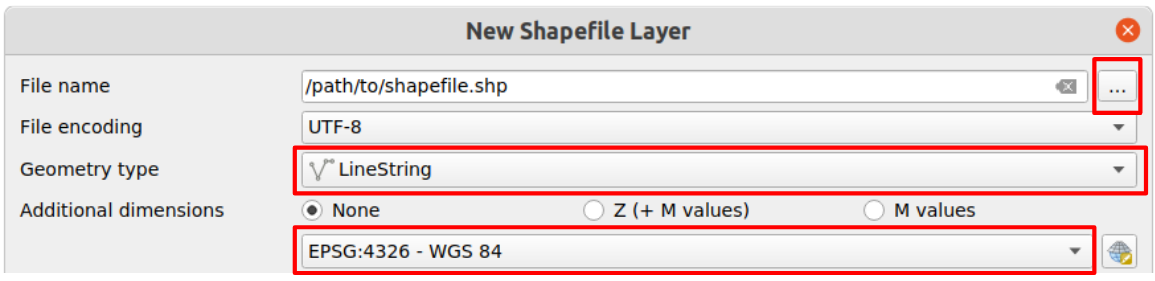 New Shapefile Layer
File name /path/to/shapefile.shp ...
File encoding UTF-8
Geometry type LineString
Additional dimensions None Z (+ M values) M values
EPSG:4326 - WGS 84